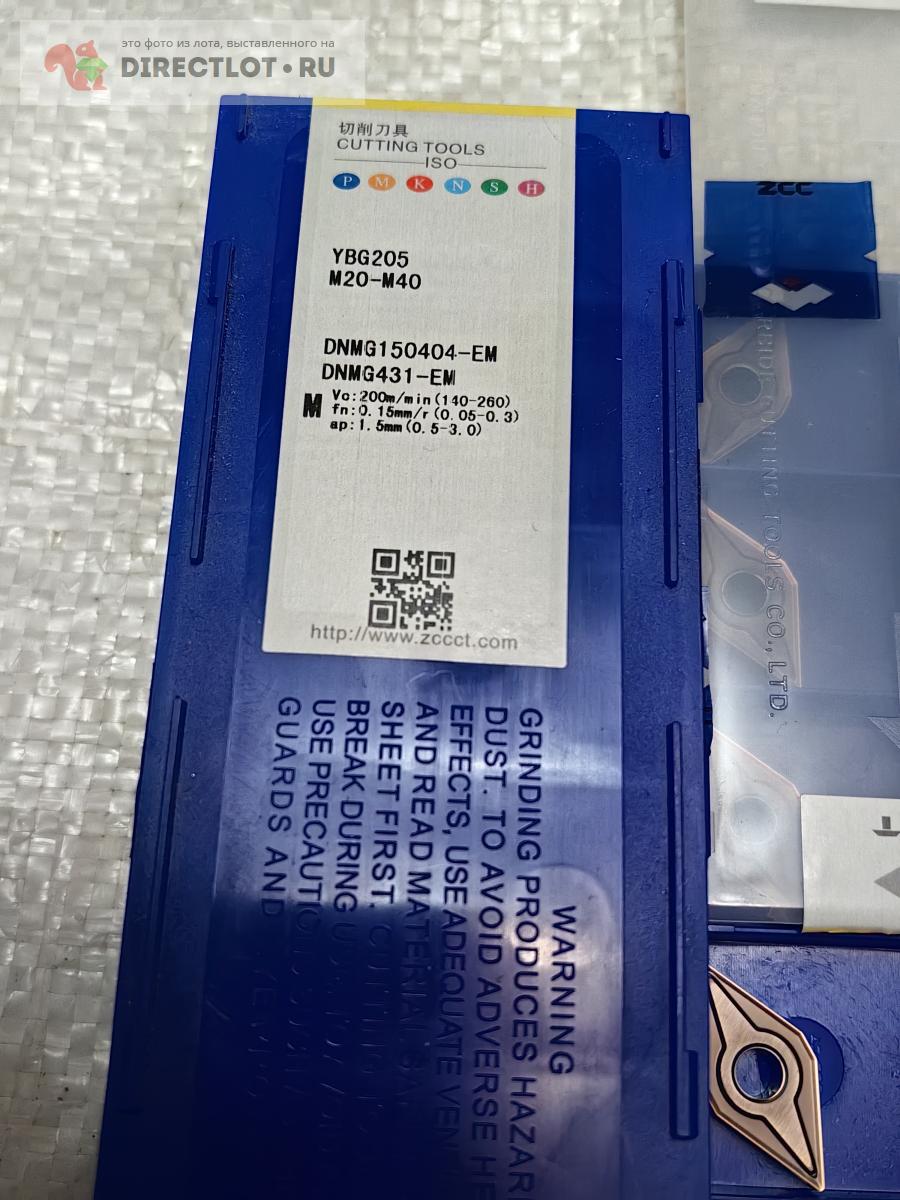 это фото из лота, выставленного на
DIRECTLOT•RU
切削刀具
CUTTING TOOLS
ISO
P M K N S H
YBG205
M20-M40
DNMG150404-EM
DNMG431-EM
M
Vc:200m/min(140-260)
fn:0.15mm/r(0.05-0.3)
ap:1.5mm(0.5-3.0)
http://www.zccct.com
ZCC
CUTTING TOOLS CO., LTD.
WARNING
GRINDING PRODUCES HAZAR
DUST. TO AVOID ADVERSE HE
EFFECTS, USE ADEQUATE VEN
AND READ MATERIAL SA
SHEET FIRST. CUTTING
BREAK DURING U
USE PRECAUTIO
GUARDS AND